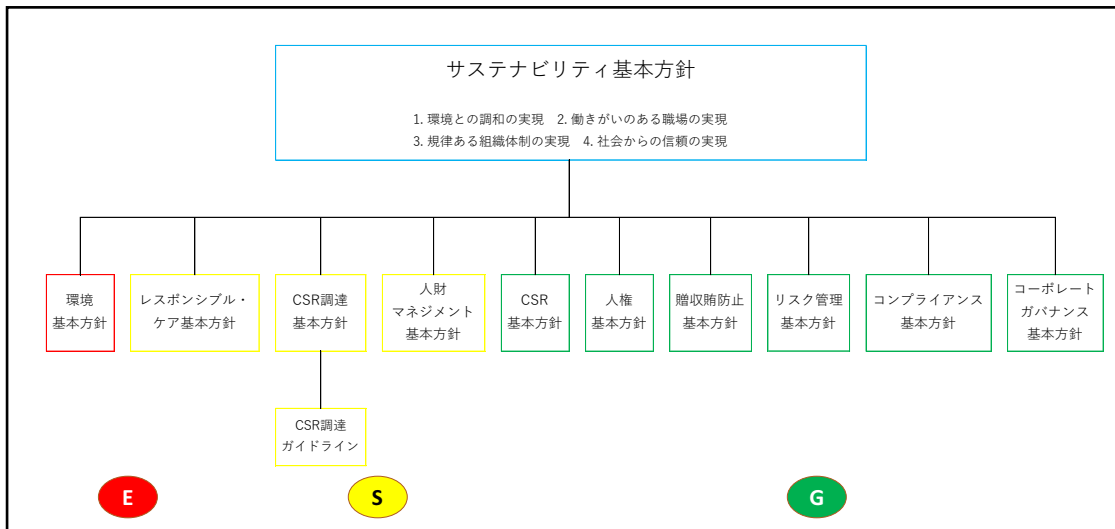 サステナビリティ基本方針
1. 環境との調和の実現 2. 働きがいのある職場の実現
3. 規律ある組織体制の実現 4. 社会からの信頼の実現
環境
基本方針
レスポンシブル・
ケア基本方針
CSR調達
基本方針
人財
マネジメント
基本方針
CSR
基本方針
人権
基本方針
贈収賄防止
基本方針
リスク管理
基本方針
コンプライアンス
基本方針
コーポレート
ガバナンス
基本方針
CSR調達
ガイドライン
E
S
G